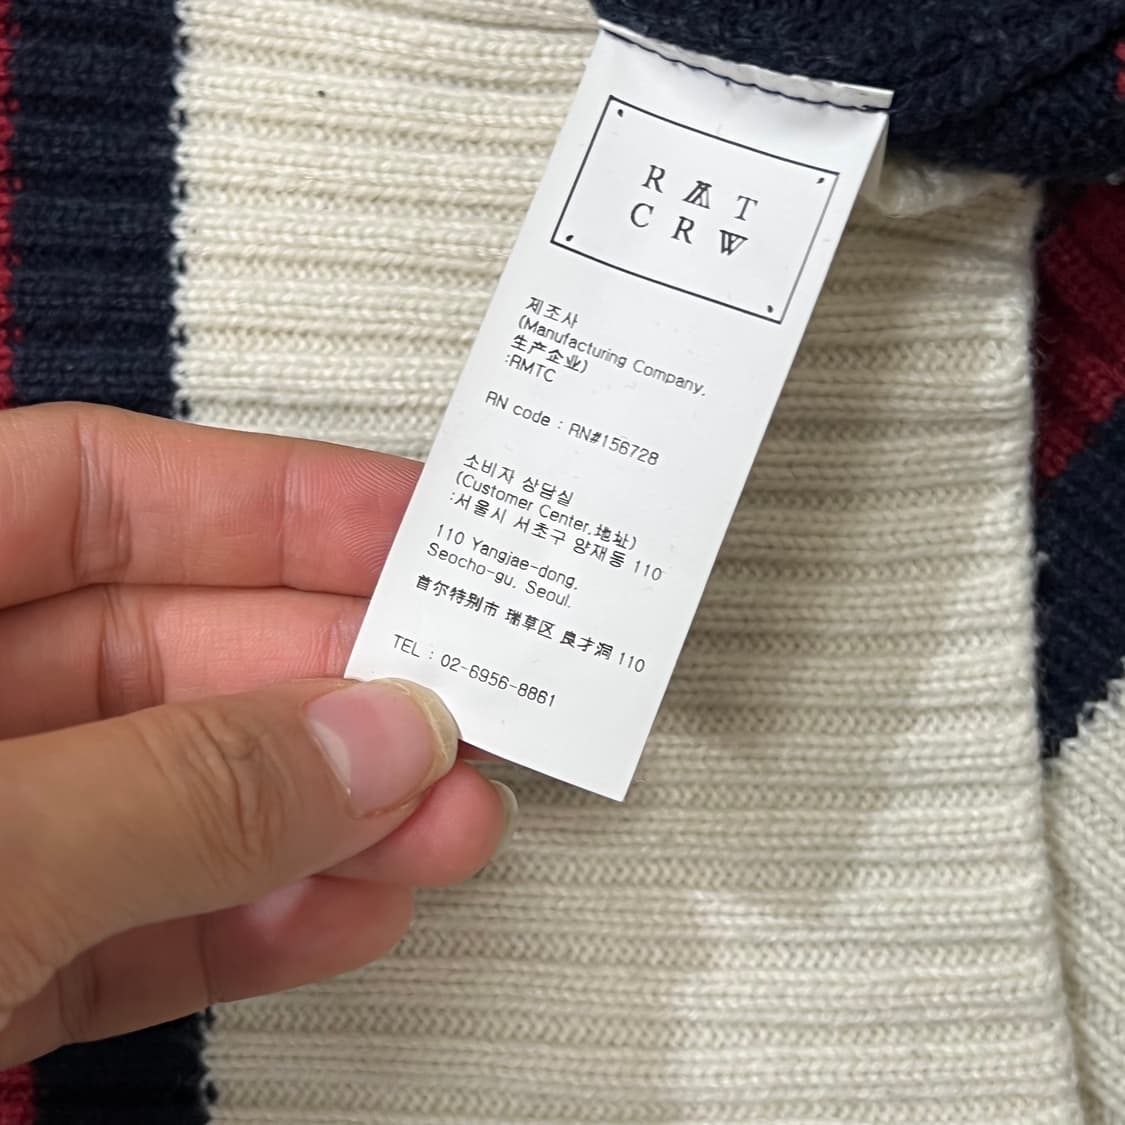 R A T
C R W
제조사
(Manufacturing Company,
生产企业)
:RMTC
RN code : RN#156728
소비자 상담실
(Customer Center,地址)
:서울시 서초구 양재동 110
110 Yangjae-dong,
Seocho-gu, Seoul.
首尔特别市 瑞草区 良才洞 110
TEL : 02-6956-8861